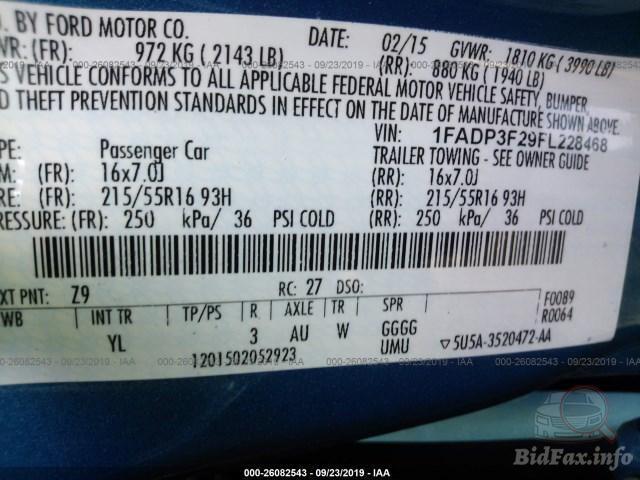 D. BY FORD MOTOR CO.
DATE: 02/15 GVWR: 1810 KG ( 3990 LB)
WR: (FR): 972 KG ( 2143 LB) (RR): 880 KG ( 1940 LB)
S VEHICLE CONFORMS TO ALL APPLICABLE FEDERAL MOTOR VEHICLE SAFETY, BUMPER,
D THEFT PREVENTION STANDARDS IN EFFECT ON THE DATE OF MANUFACTURE SHOWN ABOVE.
VIN: 1FADP3F29FL228468
PE: Passenger Car TRAILER TOWING - SEE OWNER GUIDE
M: (FR): 16x7.0J (RR): 16x7.0J
RE: (FR): 215/55R16 93H (RR): 215/55R16 93H
PRESSURE: (FR): 250 kPa/ 36 PSI COLD (RR): 250 kPa/ 36 PSI COLD
XT PNT: Z9 RC: 27 DSO: F0089
WB INT TR TP/PS R AXLE TR SPR R0064
YL 3 AU W GGGG
UMU 5U5A-3520472-AA
1201502052923
000-26082543 - 09/23/2019 - IAA
BidFax.info